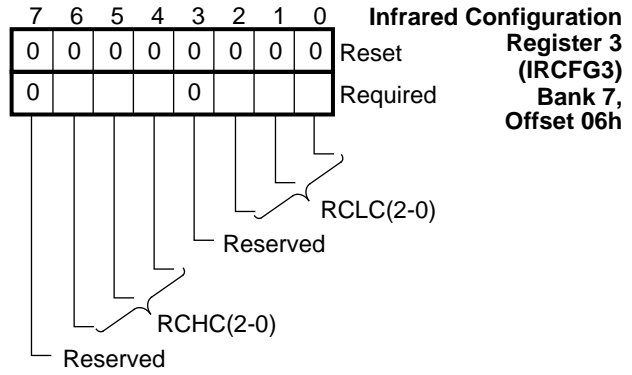 7 6 5 4 3 2 1 0
Infrared Configuration
Register 3
(IRCFG3)
Bank 7,
Offset 06h
0 0 0 0 0 0 0 0 Reset
0 0 Required
RCLC(2-0)
Reserved
RCHC(2-0)
Reserved